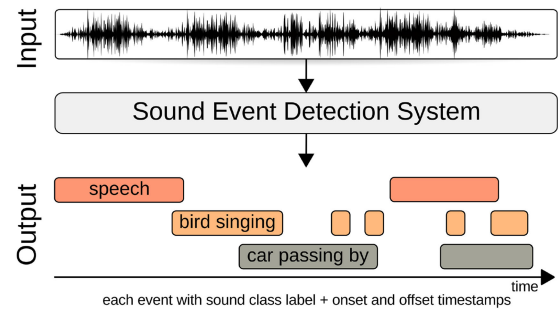 Input
Sound Event Detection System
Output
speech
bird singing
car passing by
time
each event with sound class label + onset and offset timestamps